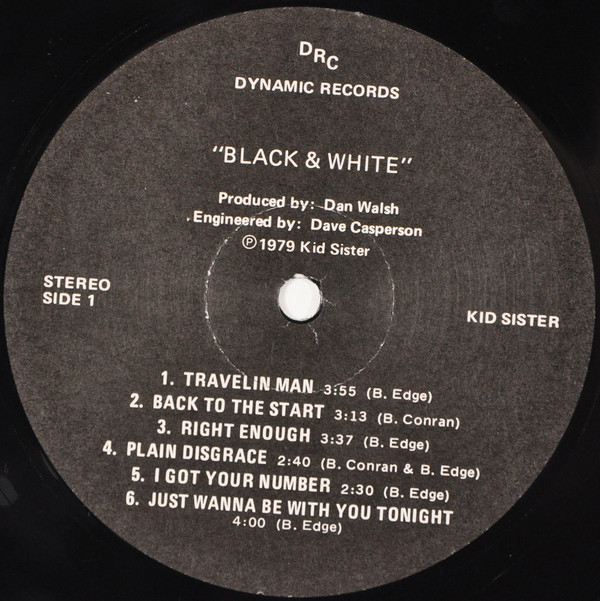 DRC
DYNAMIC RECORDS
"BLACK & WHITE"
Produced by: Dan Walsh
Engineered by: Dave Casperson
℗ 1979 Kid Sister
STEREO
SIDE 1
KID SISTER
1. TRAVELIN MAN 3:55 (B. Edge)
2. BACK TO THE START 3:13 (B. Conran)
3. RIGHT ENOUGH 3:37 (B. Edge)
4. PLAIN DISGRACE 2:40 (B. Conran & B. Edge)
5. I GOT YOUR NUMBER 2:30 (B. Edge)
6. JUST WANNA BE WITH YOU TONIGHT
4:00 (B. Edge)